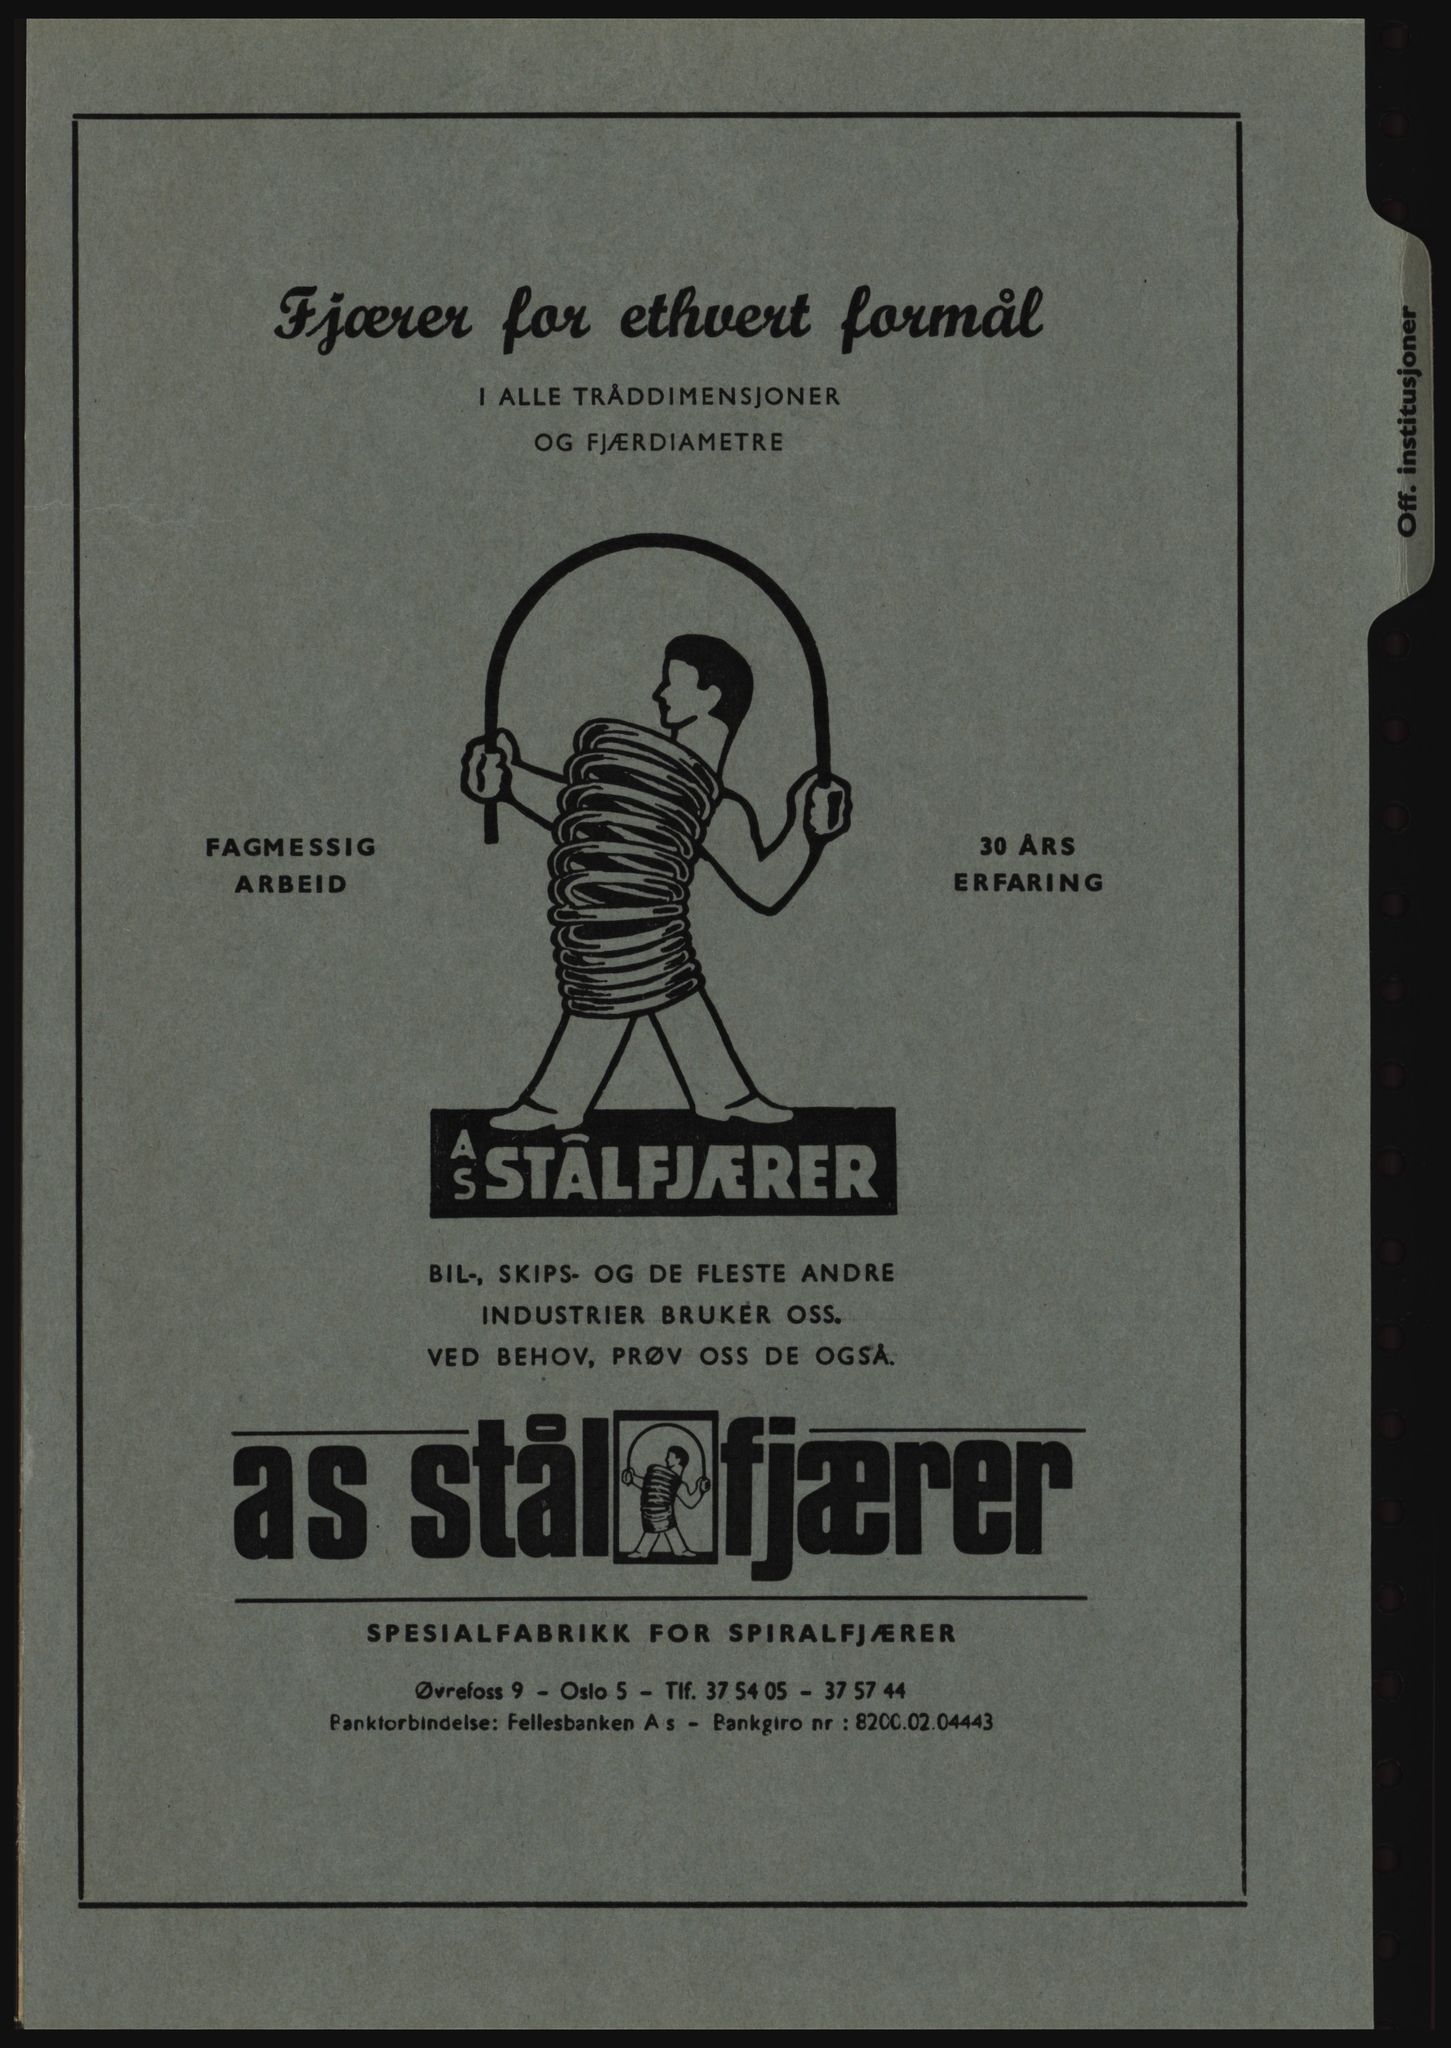 Fjærer for ethvert formål
I ALLE TRÅDDIMENSJONER
OG FJÆRDIAMETRE
Off. institusjoner
FAGMESSIG
ARBEID
30 ÅRS
ERFARING
AS STÅLFJÆRER
BIL-, SKIPS- OG DE FLESTE ANDRE
INDUSTRIER BRUKER OSS.
VED BEHOV, PRØV OSS DE OGSÅ.
as stålfjærer
SPESIALFABRIKK FOR SPIRALFJÆRER
Øvrefoss 9 - Oslo 5 - Tlf. 37 54 05 - 37 57 44
Bankforbindelse: Fellesbanken A s - Bankgiro nr : 8200.02.04443